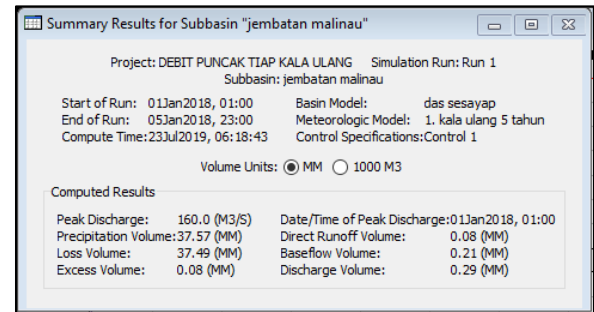 Summary Results for Subbasin "jembatan malinau"
Project: DEBIT PUNCAK TIAP KALA ULANG Simulation Run: Run 1
Subbasin: jembatan malinau
Start of Run: 01Jan2018, 01:00 Basin Model: das sesayap
End of Run: 05Jan2018, 23:00 Meteorologic Model: 1. kala ulang 5 tahun
Compute Time:23Jul2019, 06:18:43 Control Specifications:Control 1
Volume Units: MM 1000 M3
Computed Results
Peak Discharge: 160.0 (M3/S) Date/Time of Peak Discharge:01Jan2018, 01:00
Precipitation Volume:37.57 (MM) Direct Runoff Volume: 0.08 (MM)
Loss Volume: 37.49 (MM) Baseflow Volume: 0.21 (MM)
Excess Volume: 0.08 (MM) Discharge Volume: 0.29 (MM)